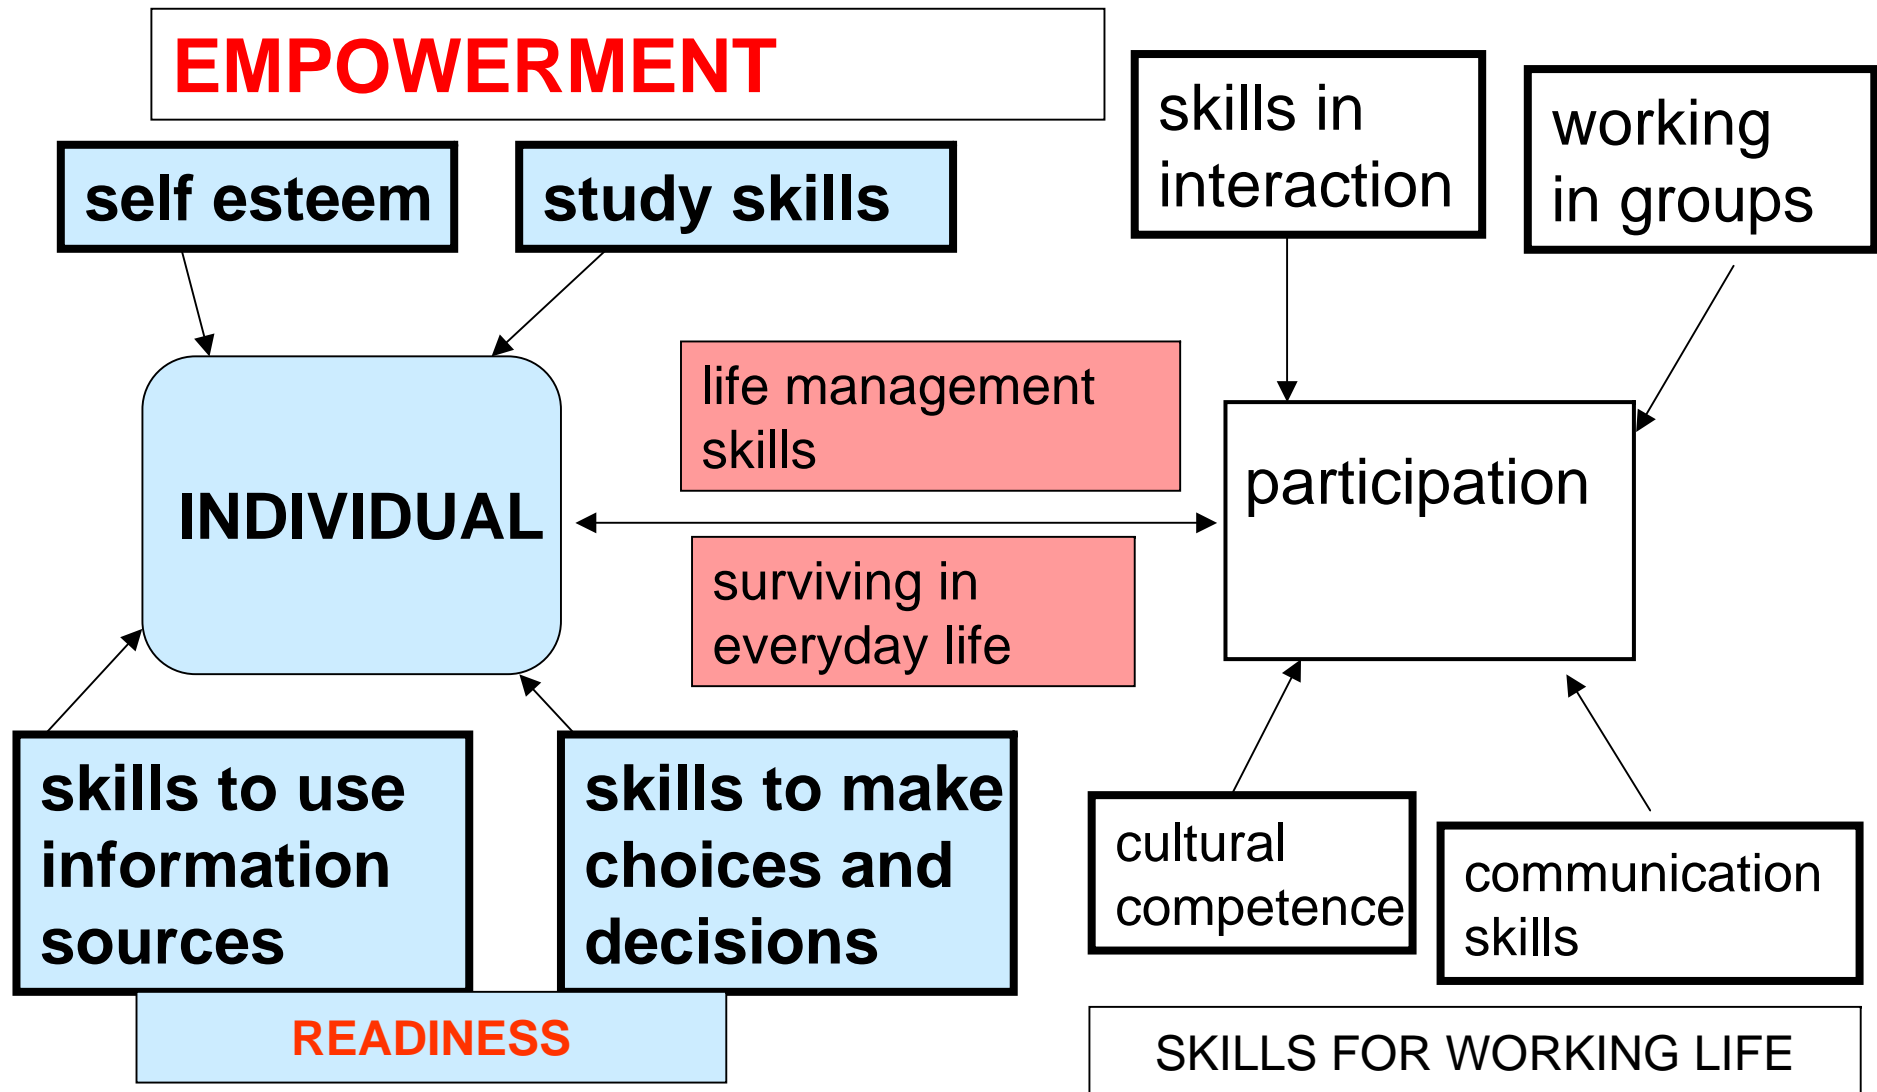 EMPOWERMENT
self esteem
study skills
skills in
interaction
working
in groups
INDIVIDUAL
life management
skills
surviving in
everyday life
participation
skills to use
information
sources
skills to make
choices and
decisions
cultural
competence
communication
skills
READINESS
SKILLS FOR WORKING LIFE